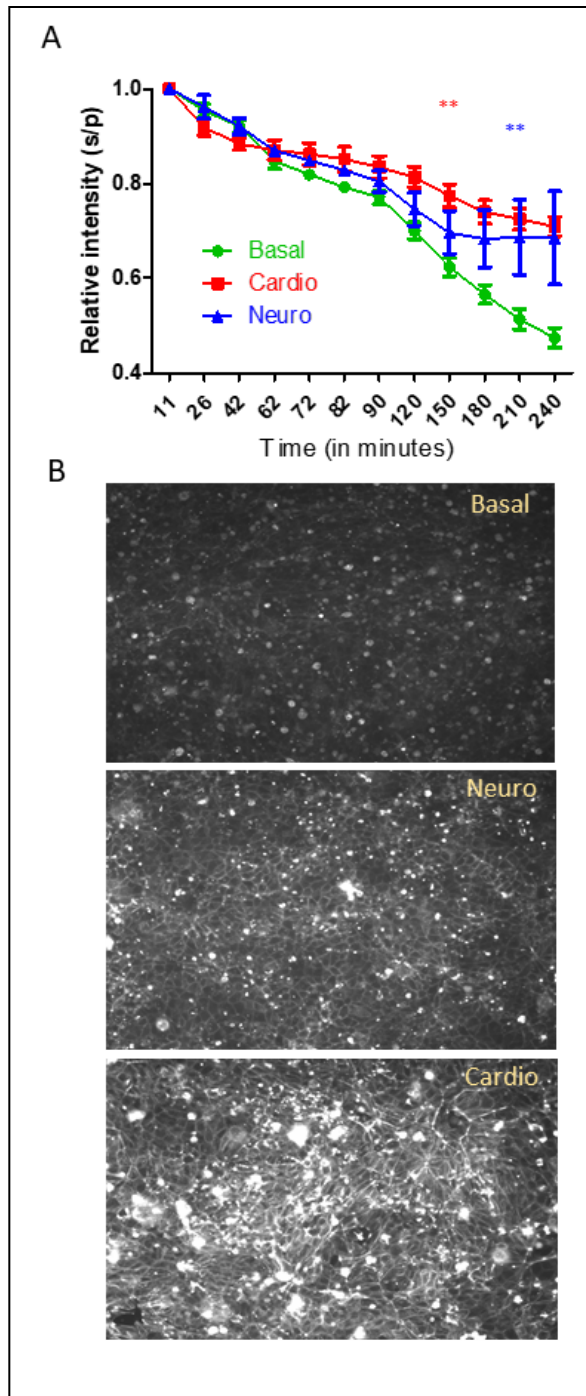 A
Relative intensity (s/p)
1.0
0.8
0.6
0.4
**
**
Basal
Cardio
Neuro
11 26 42 62 72 82 90 120 150 180 210 240
Time (in minutes)
B
Basal
Neuro
Cardio